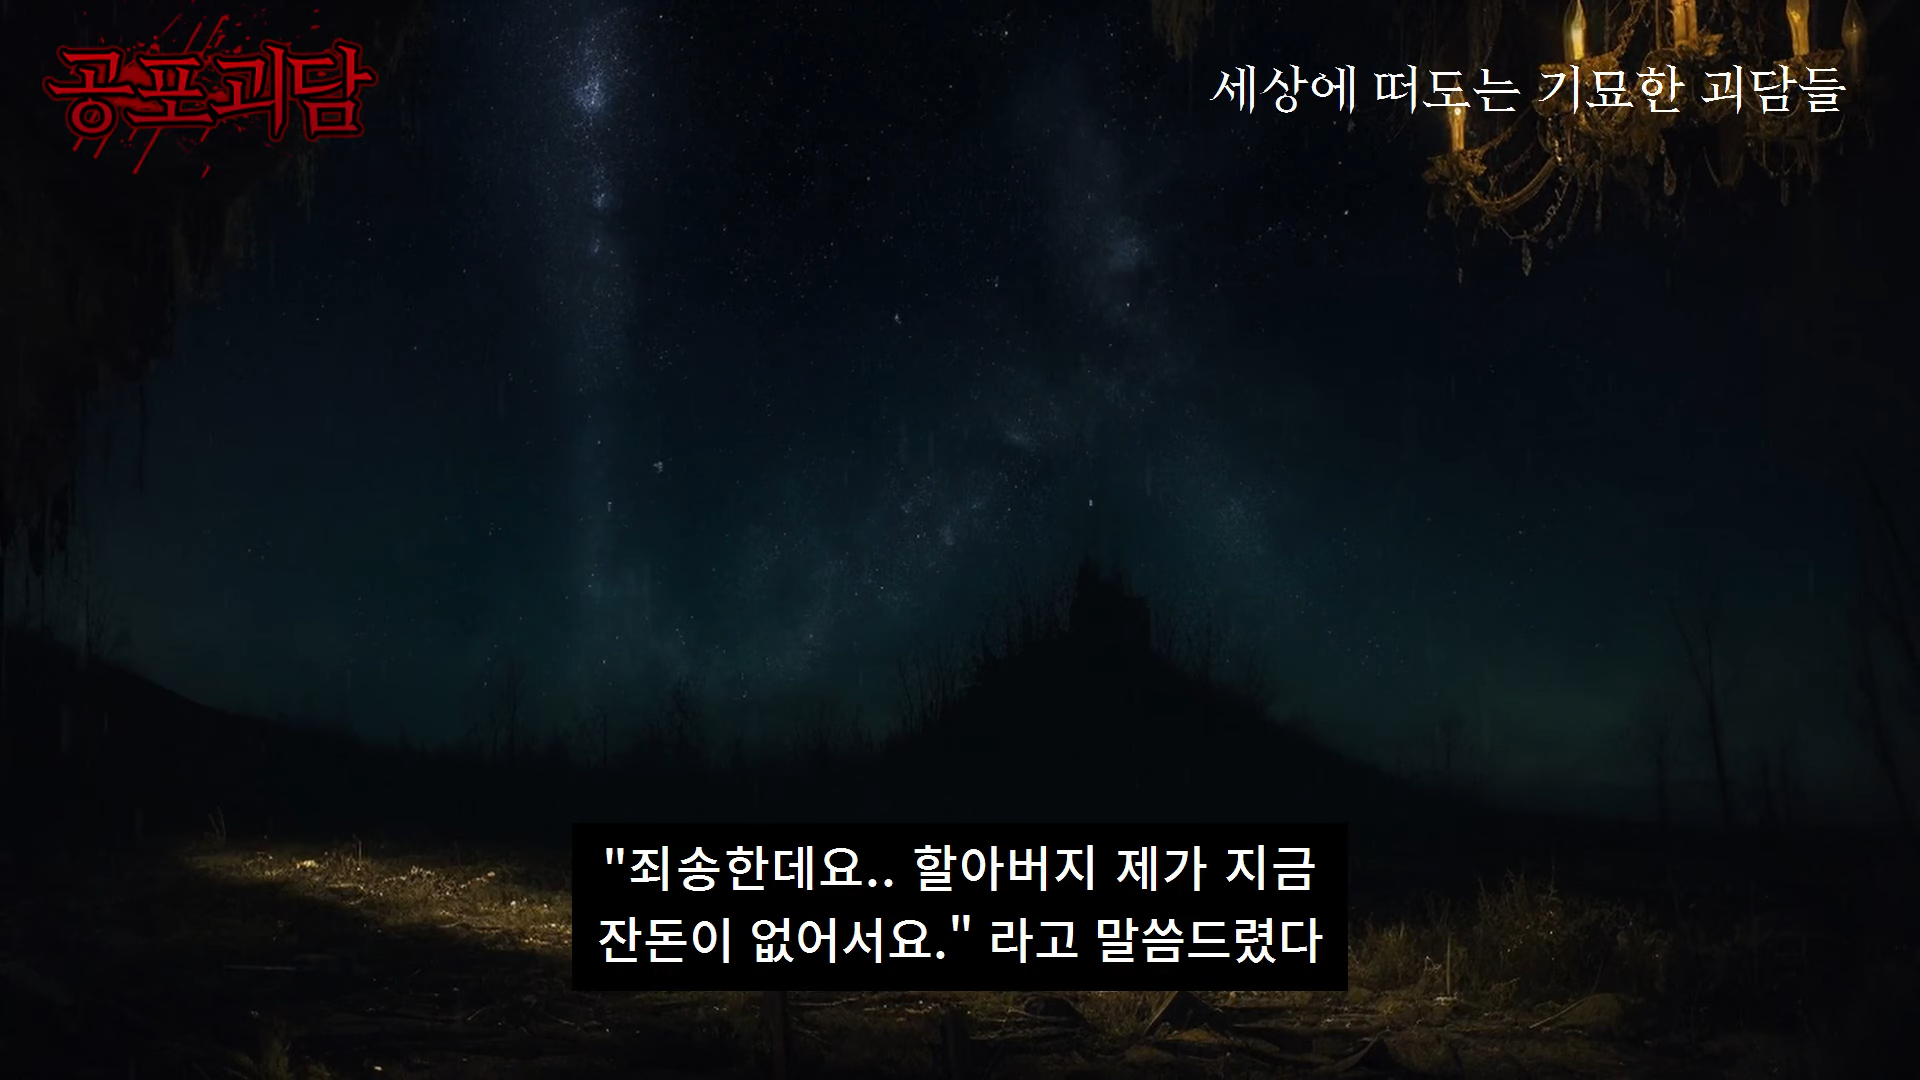 공포괴담
세상에 떠도는 기묘한 괴담들
"죄송한데요.. 할아버지 제가 지금
잔돈이 없어서요." 라고 말씀드렸다